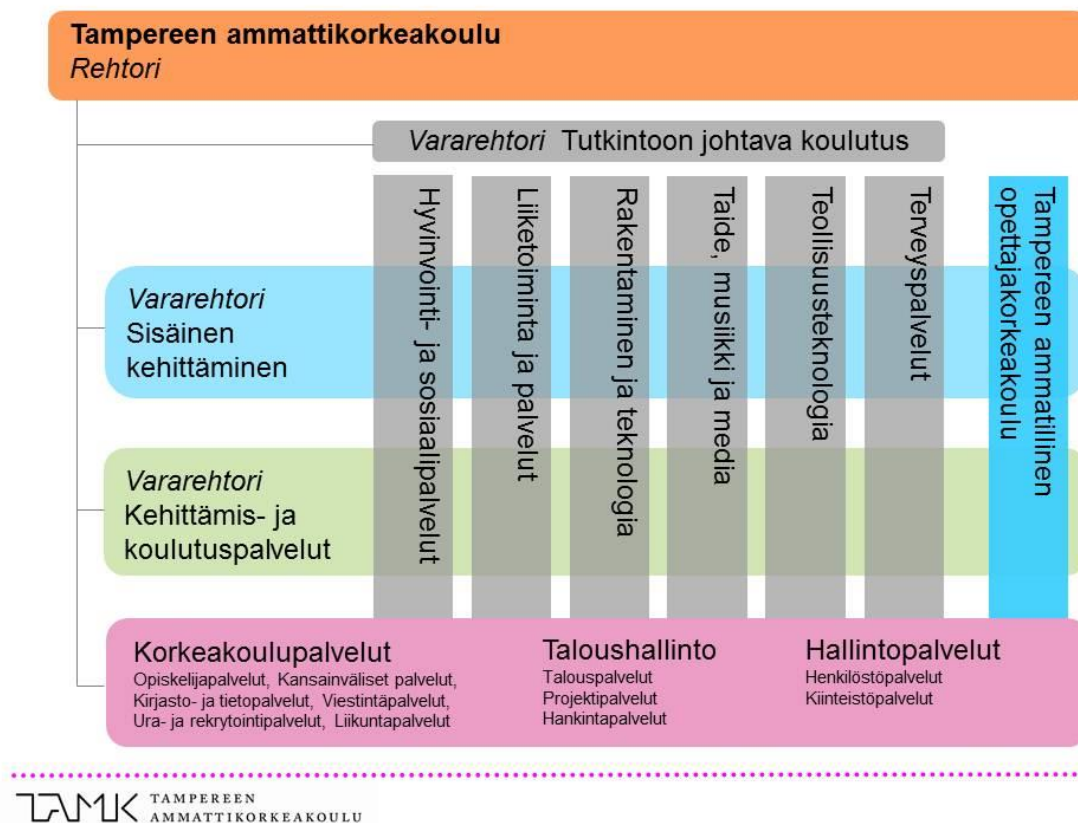 Tampereen ammattikorkeakoulu
Rehtori
Vararehtori Tutkintoon johtava koulutus
Hyvinvointi- ja sosiaalipalvelut
Liiketoiminta ja palvelut
Rakentaminen ja teknologia
Taide, musiikki ja media
Teollisuusteknologia
Terveyspalvelut
Tampereen ammatillinen
opettajakorkeakoulu
Vararehtori
Sisäinen
kehittäminen
Vararehtori
Kehittämis- ja
koulutuspalvelut
Korkeakoulupalvelut
Opiskelijapalvelut, Kansainväliset palvelut,
Kirjasto- ja tietopalvelut, Viestintäpalvelut,
Ura- ja rekrytointipalvelut, Liikuntapalvelut
Taloushallinto
Talouspalvelut
Projektipalvelut
Hankintapalvelut
Hallintopalvelut
Henkilöstöpalvelut
Kiinteistöpalvelut
TAMK
TAMPEREEN
AMMATTIKORKEAKOULU